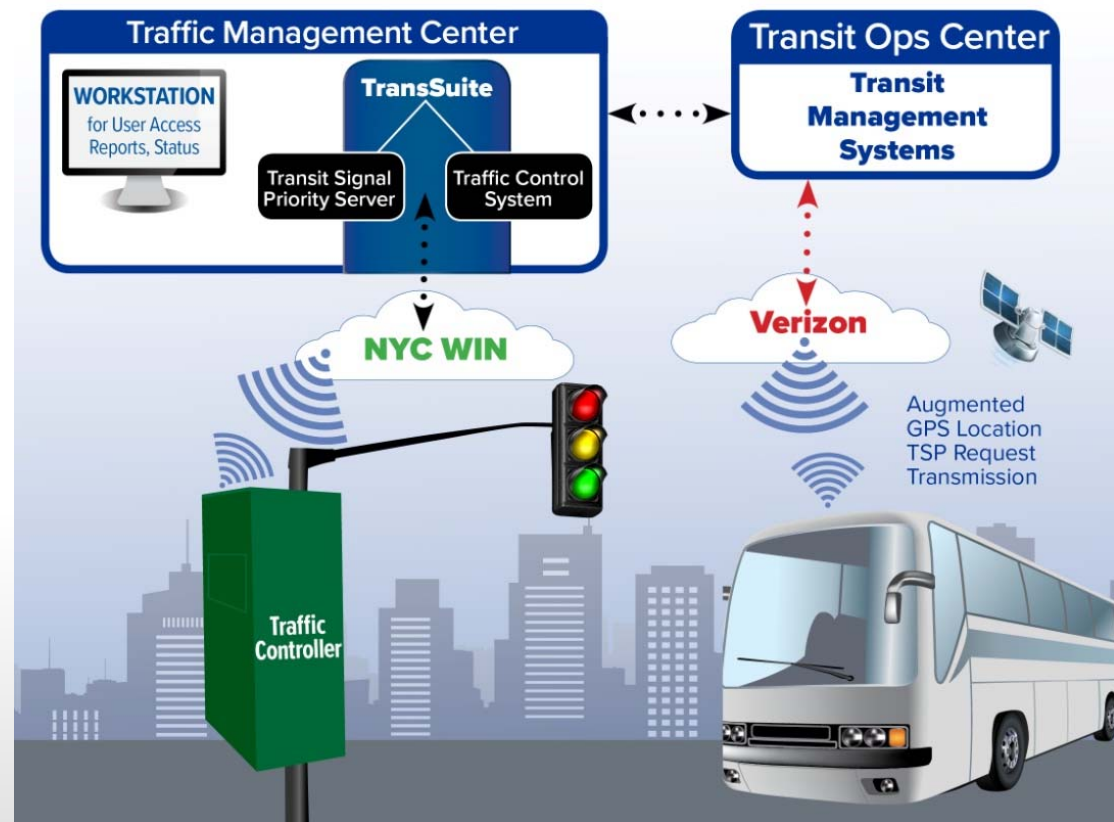 Traffic Management Center
WORKSTATION
for User Access
Reports, Status
TransSuite
Transit Signal
Priority Server
Traffic Control
System
Transit Ops Center
Transit
Management
Systems
NYC WIN
Verizon
Augmented
GPS Location
TSP Request
Transmission
Traffic
Controller